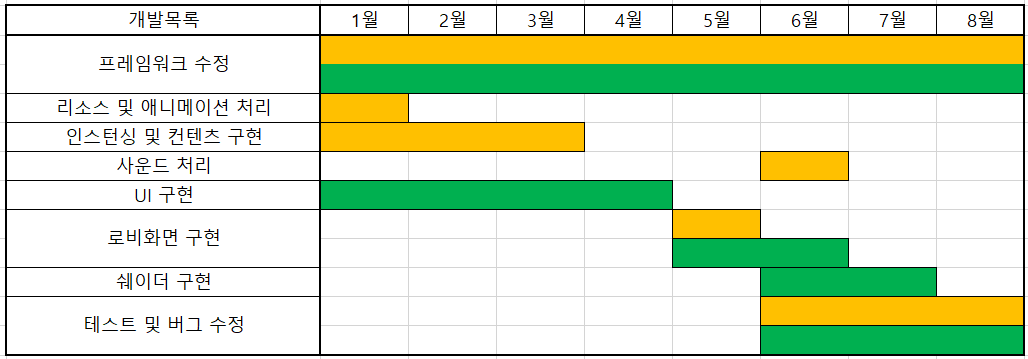 개발목록 1월 2월 3월 4월 5월 6월 7월 8월
프레임워크 수정
리소스 및 애니메이션 처리
인스턴싱 및 컨텐츠 구현
사운드 처리
UI 구현
로비화면 구현
쉐이더 구현
테스트 및 버그 수정